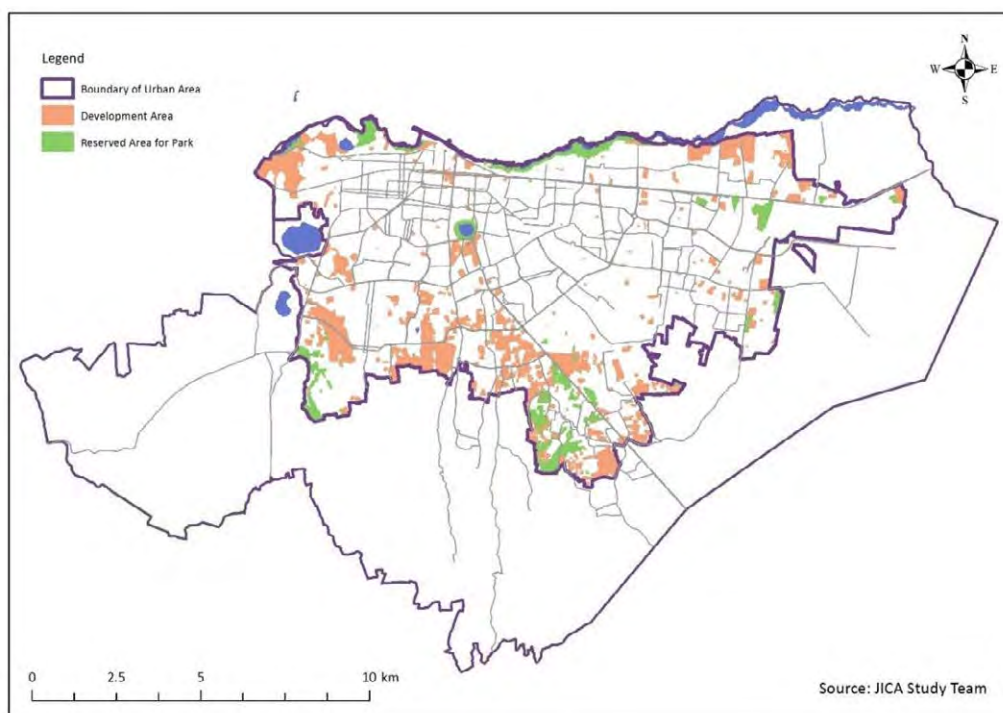 Legend
Boundary of Urban Area
Development Area
Reserved Area for Park
N
W E
S
0 2.5 5 10 km
Source: JICA Study Team